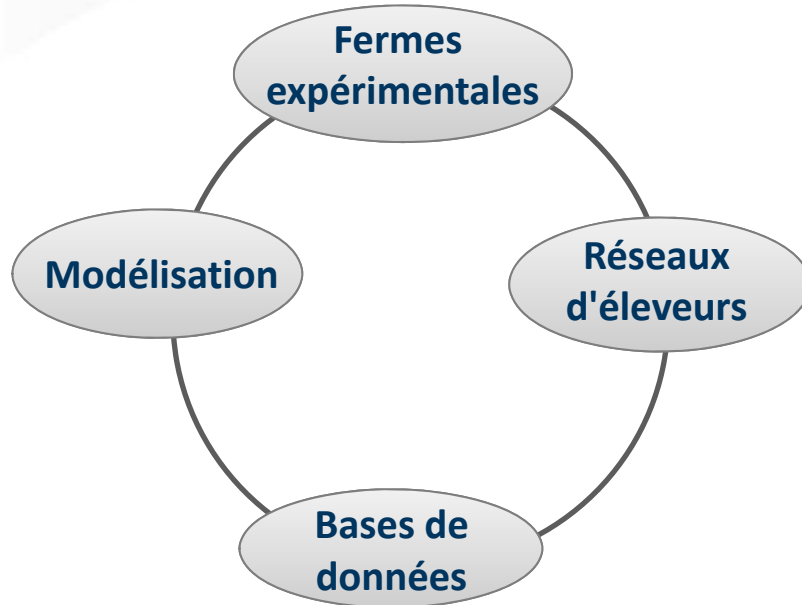 Fermes
expérimentales
Modélisation
Réseaux
d'éleveurs
Bases de
données